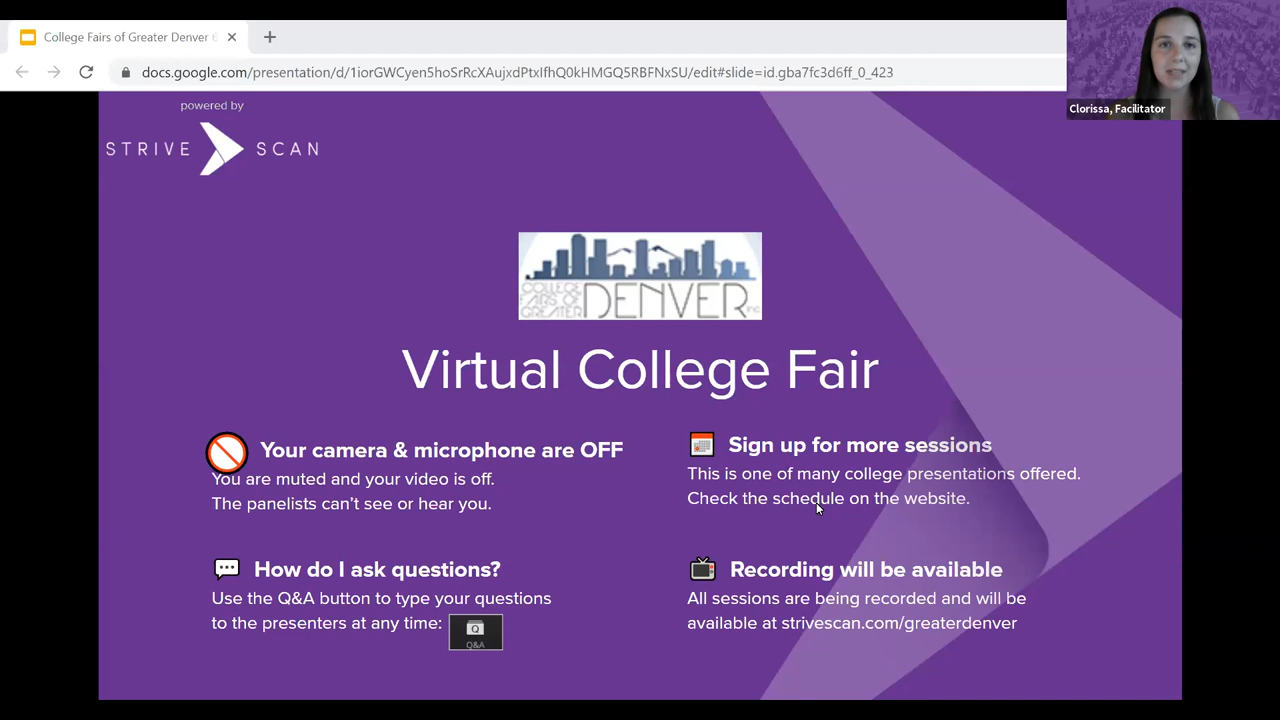 College Fairs of Greater Denver
docs.google.com/presentation/d/1iorGWCyen5hoSrRcXAujxdPtxIfhQ0kHMGQ5RBFNxSU/edit#slide=id.gba7fc3d6ff_0_423
Clorissa, Facilitator
powered by
STRIVE SCAN
COLLEGE
FAIRS OF
GREATER
DENVER
Virtual College Fair
Your camera & microphone are OFF
You are muted and your video is off.
The panelists can’t see or hear you.
Sign up for more sessions
This is one of many college presentations offered.
Check the schedule on the website.
How do I ask questions?
Use the Q&A button to type your questions
to the presenters at any time:
Q
Q&A
Recording will be available
All sessions are being recorded and will be
available at strivescan.com/greaterdenver